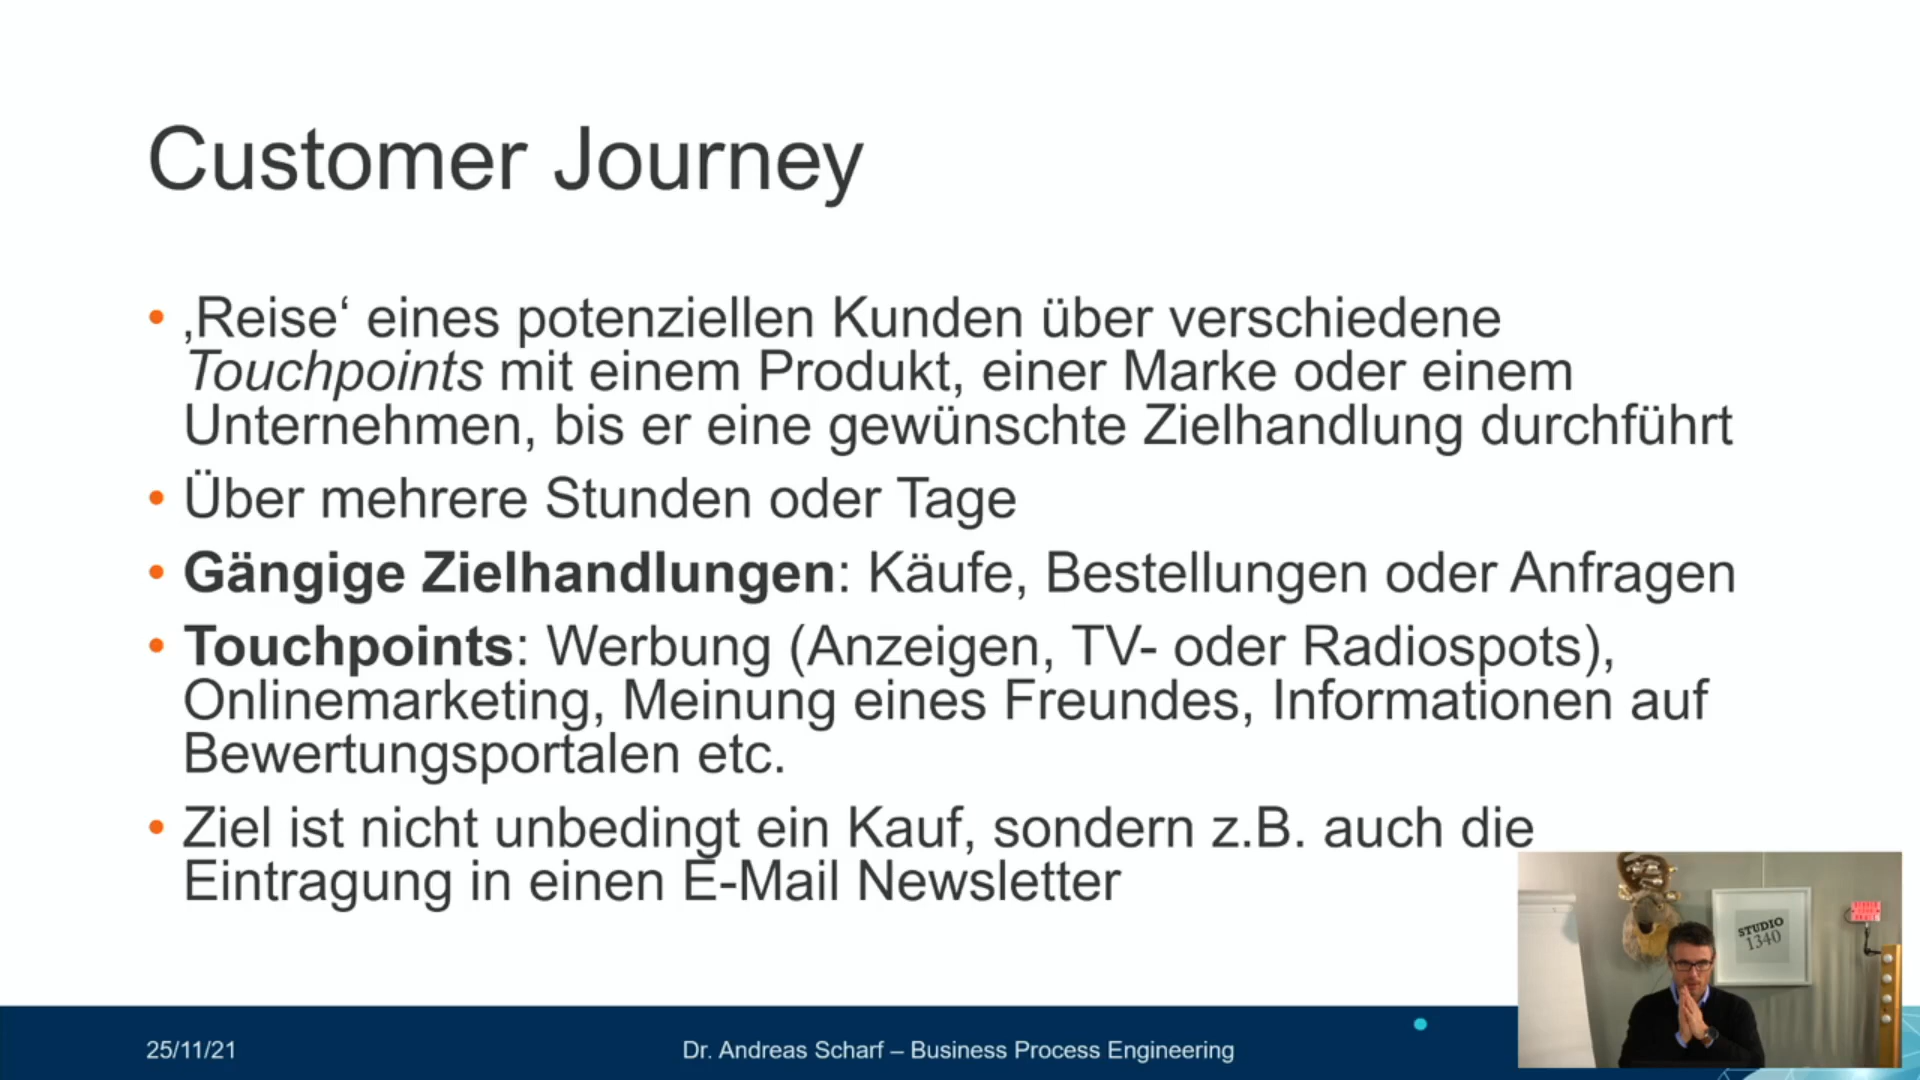 Customer Journey
• ‚Reise‘ eines potenziellen Kunden über verschiedene
Touchpoints mit einem Produkt, einer Marke oder einem
Unternehmen, bis er eine gewünschte Zielhandlung durchführt
• Über mehrere Stunden oder Tage
• Gängige Zielhandlungen: Käufe, Bestellungen oder Anfragen
• Touchpoints: Werbung (Anzeigen, TV- oder Radiospots),
Onlinemarketing, Meinung eines Freundes, Informationen auf
Bewertungsportalen etc.
• Ziel ist nicht unbedingt ein Kauf, sondern z.B. auch die
Eintragung in einen E-Mail Newsletter
STUDIO
1340
25/11/21
Dr. Andreas Scharf – Business Process Engineering